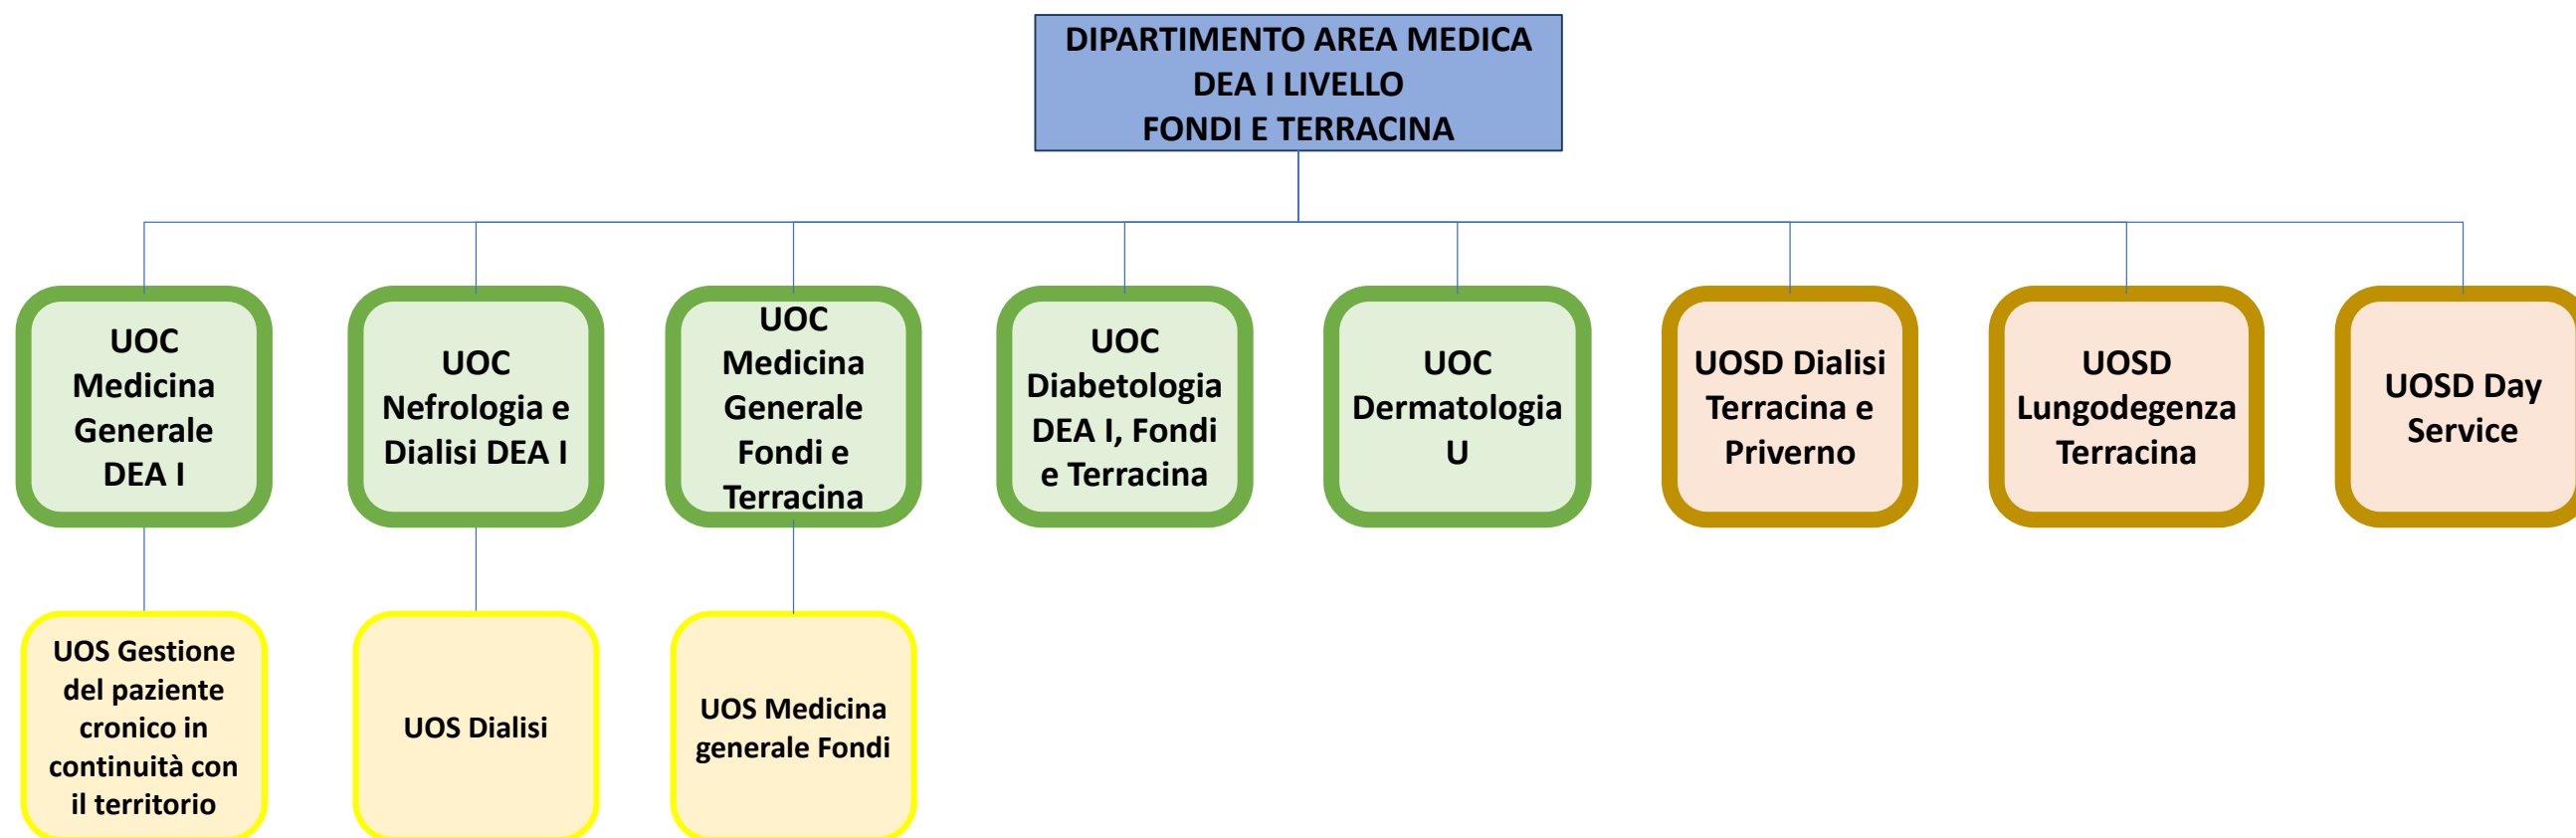 DIPARTIMENTO AREA MEDICA
DEA I LIVELLO
FONDI E TERRACINA
UOC
Medicina
Generale
DEA I
UOC
Nefrologia e
Dialisi DEA I
UOC
Medicina
Generale
Fondi e
Terracina
UOC
Diabetologia
DEA I, Fondi
e Terracina
UOC
Dermatologia
U
UOSD Dialisi
Terracina e
Priverno
UOSD
Lungodegenza
Terracina
UOSD Day
Service
UOS Gestione
del paziente
cronico in
continuità con
il territorio
UOS Dialisi
UOS Medicina
generale Fondi